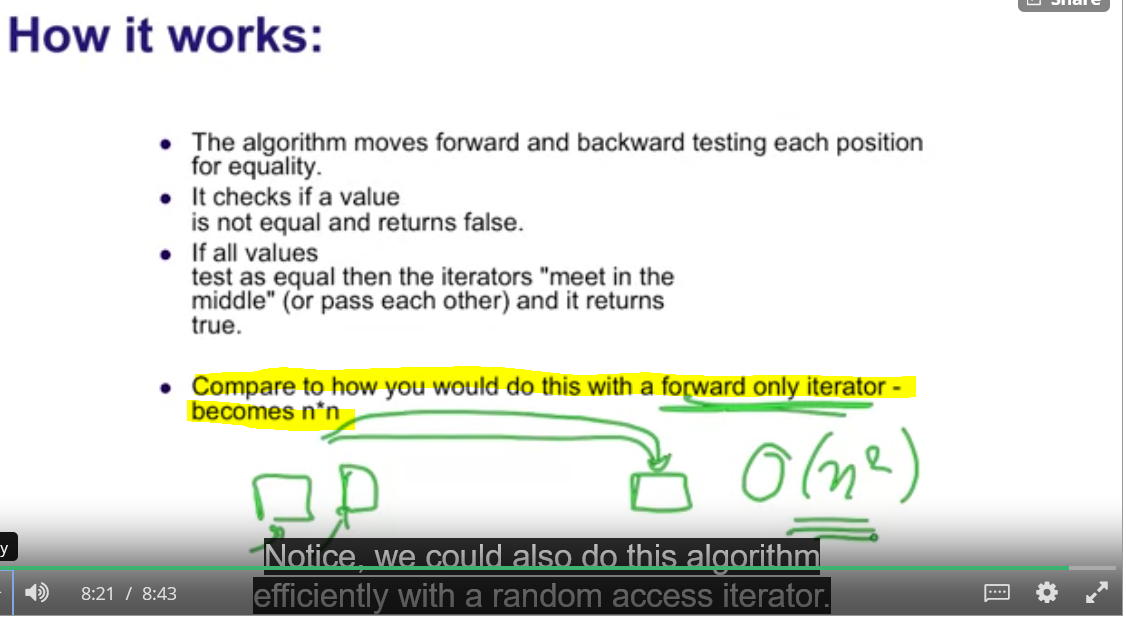 Share
How it works:
The algorithm moves forward and backward testing each position
for equality.
It checks if a value
is not equal and returns false.
If all values
test as equal then the iterators "meet in the
middle" (or pass each other) and it returns
true.
Compare to how you would do this with a forward only iterator -
becomes n*n
O(n²)
Notice, we could also do this algorithm
efficiently with a random access iterator.
y
8:21 / 8:43